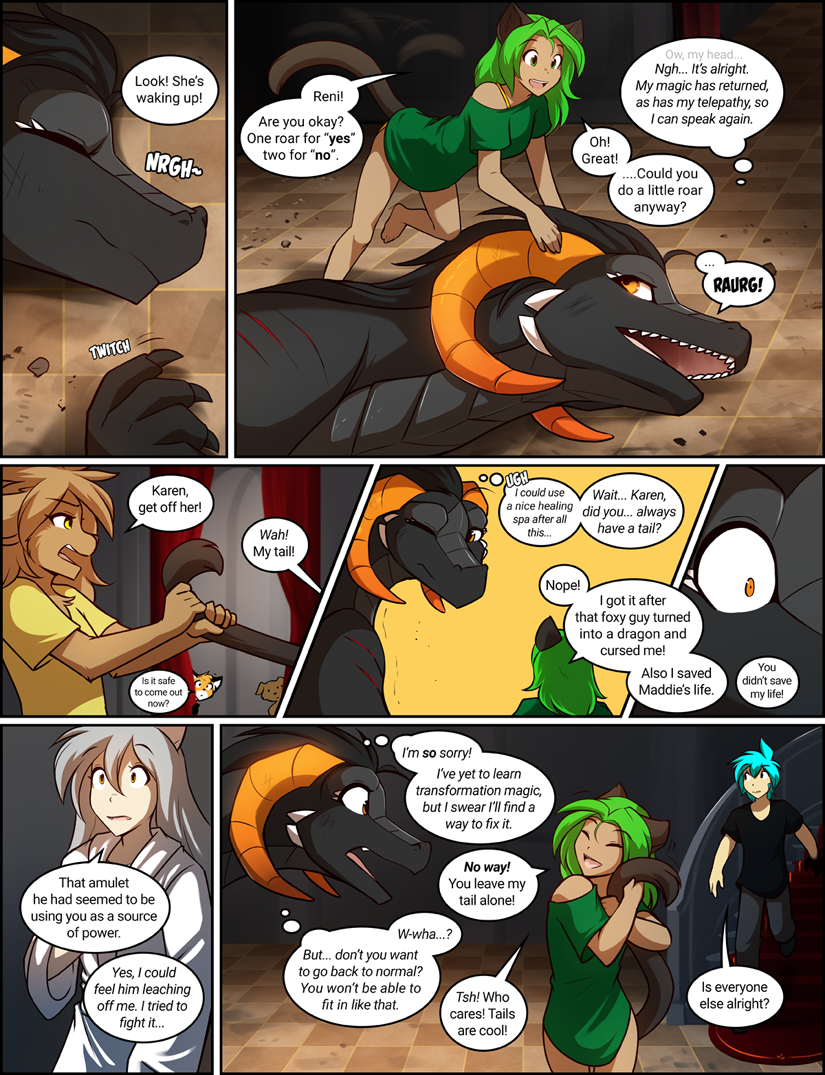 Look! She's
waking up!
NRGH~
TWITCH
Reni!
Are you okay?
One roar for "yes"
two for "no".
Ow, my head...
Ngh... It's alright.
My magic has returned,
as has my telepathy, so
I can speak again.
Oh!
Great!
....Could you
do a little roar
anyway?
...
RAURG!
Karen,
get off her!
Wah!
My tail!
Is it safe
to come out
now?
UGH
I could use
a nice healing
spa after all
this...
Wait... Karen,
did you... always
have a tail?
Nope!
I got it after
that foxy guy turned
into a dragon and
cursed me!
Also I saved
Maddie's life.
You
didn't save
my life!
That amulet
he had seemed to be
using you as a source
of power.
Yes, I could
feel him leaching
off me. I tried to
fight it...
I'm so sorry!
I've yet to learn
transformation magic,
but I swear I'll find a
way to fix it.
No way!
You leave my
tail alone!
W-wha...?
But... don't you want
to go back to normal?
You won't be able to
fit in like that.
Tsh! Who
cares! Tails
are cool!
Is everyone
else alright?